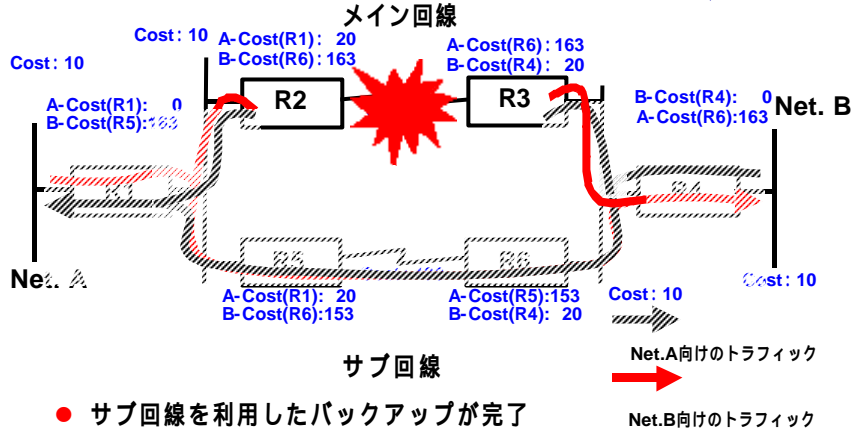 メイン回線
Cost: 10
Cost: 10
A-Cost(R1): 20
B-Cost(R6):163
A-Cost(R6):163
B-Cost(R4): 20
A-Cost(R1): 0
B-Cost(R5):163
R2
R3
B-Cost(R4): 0
A-Cost(R6):163
Net. B
R4
R5
R6
Net. A
A-Cost(R1): 20
B-Cost(R6):153
A-Cost(R5):153
B-Cost(R4): 20
Cost: 10
Cost: 10
サブ回線
Net.A向けのトラフィック
● サブ回線を利用したバックアップが完了
Net.B向けのトラフィック